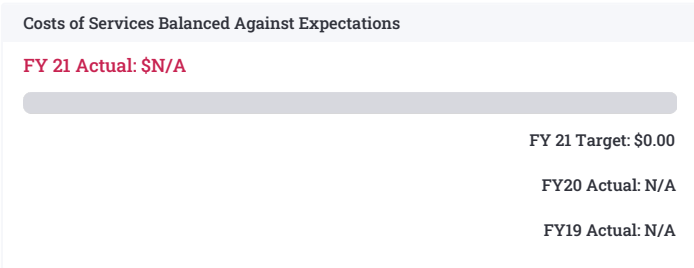 Costs of Services Balanced Against Expectations
FY 21 Actual: $N/A
FY 21 Target: $0.00
FY20 Actual: N/A
FY19 Actual: N/A